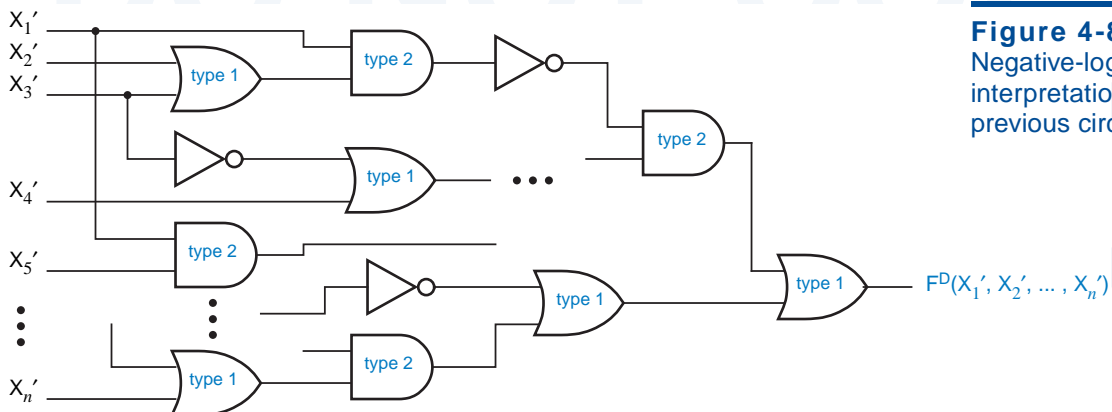 X1′
X2′
X3′
X4′
X5′
Xn′
type 1
type 2
type 2
type 1
type 2
type 1
type 1
type 2
type 1
FD(X1′, X2′, ... , Xn′)
Figure 4-8
Negative-log
interpretatio
previous circ